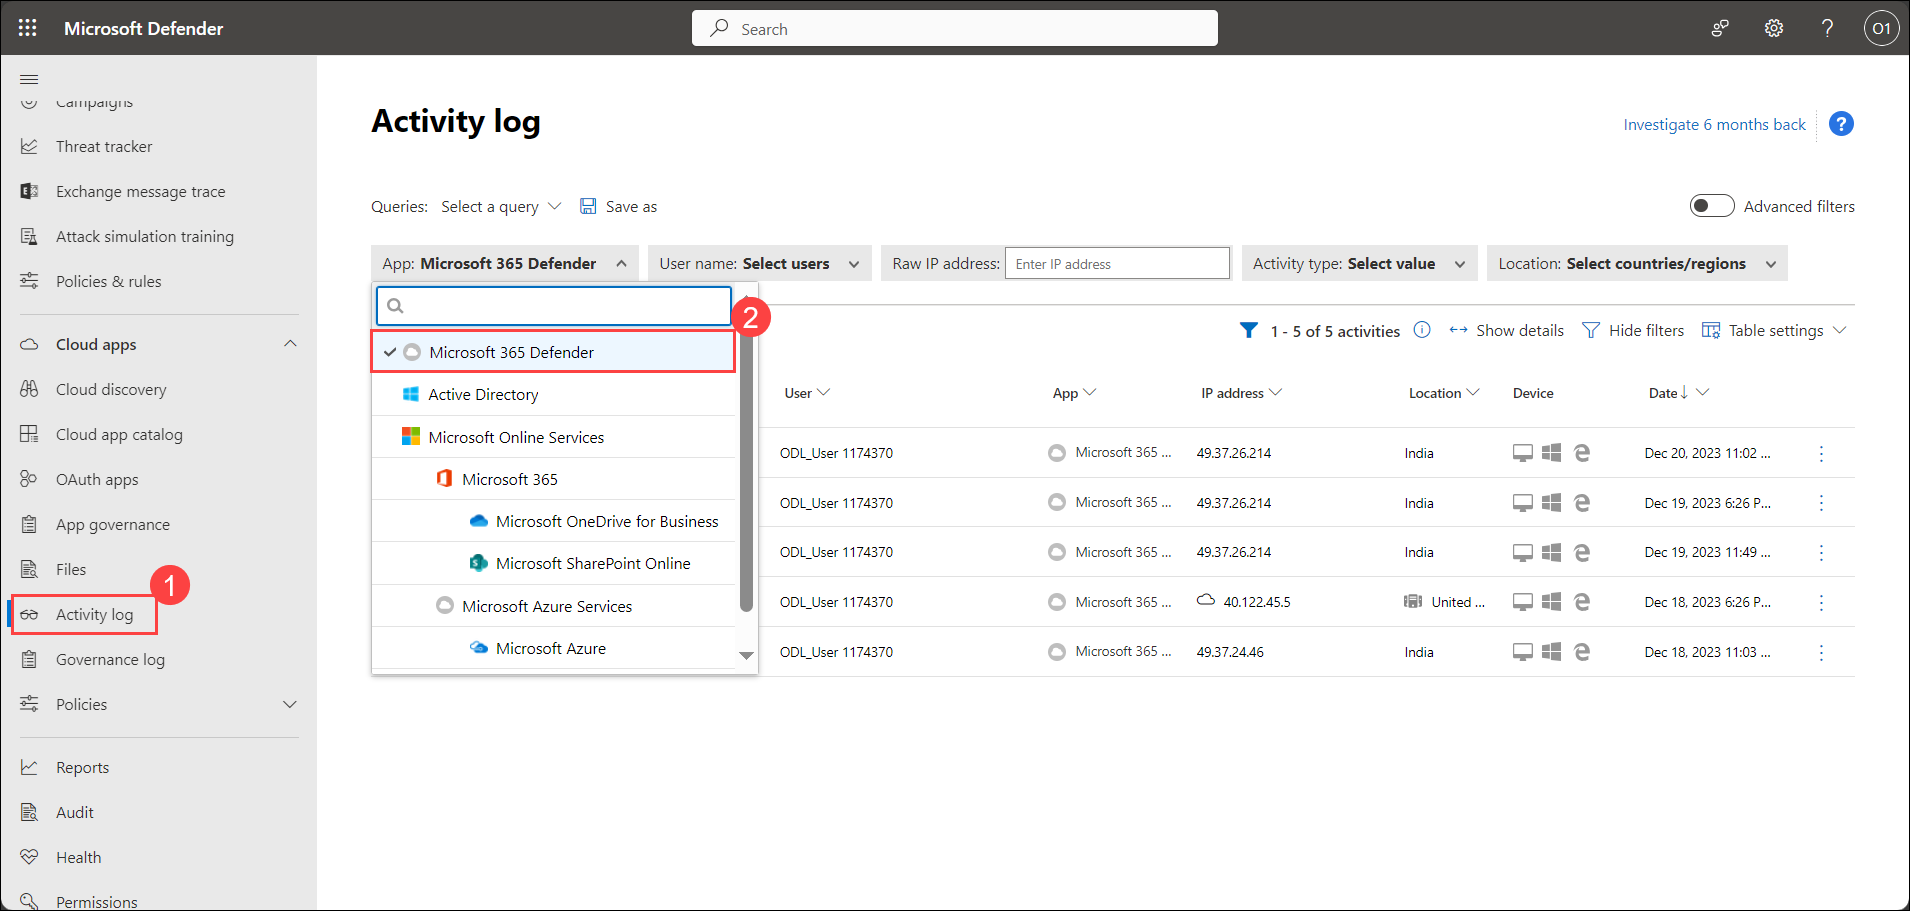 Microsoft Defender
Search
O1
Campaigns
Threat tracker
Exchange message trace
Attack simulation training
Policies & rules
Cloud apps
Cloud discovery
Cloud app catalog
OAuth apps
App governance
Files
1
Activity log
Governance log
Policies
Reports
Audit
Health
Permissions
Activity log
Investigate 6 months back
?
Queries: Select a query Save as
Advanced filters
App: Microsoft 365 Defender
User name: Select users
Raw IP address: Enter IP address
Activity type: Select value
Location: Select countries/regions
2
Microsoft 365 Defender
Active Directory
Microsoft Online Services
Microsoft 365
Microsoft OneDrive for Business
Microsoft SharePoint Online
Microsoft Azure Services
Microsoft Azure
1 - 5 of 5 activities Show details Hide filters Table settings
User App IP address Location Device Date
ODL_User 1174370 Microsoft 365 ... 49.37.26.214 India Dec 20, 2023 11:02 ...
ODL_User 1174370 Microsoft 365 ... 49.37.26.214 India Dec 19, 2023 6:26 P...
ODL_User 1174370 Microsoft 365 ... 49.37.26.214 India Dec 19, 2023 11:49 ...
ODL_User 1174370 Microsoft 365 ... 40.122.45.5 United ... Dec 18, 2023 6:26 P...
ODL_User 1174370 Microsoft 365 ... 49.37.24.46 India Dec 18, 2023 11:03 ...